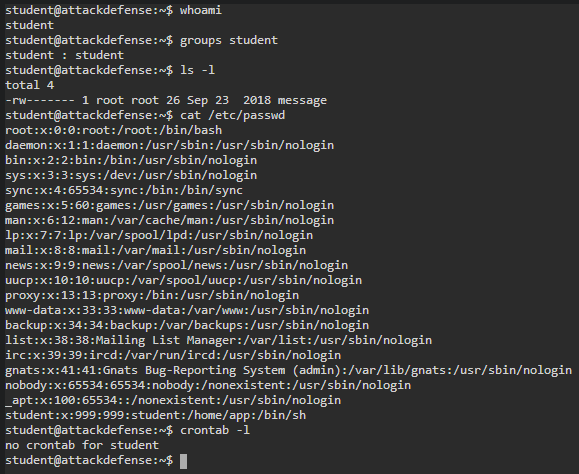 student@attackdefense:~$ whoami
student
student@attackdefense:~$ groups student
student : student
student@attackdefense:~$ ls -l
total 4
-rw------- 1 root root 26 Sep 23  2018 message
student@attackdefense:~$ cat /etc/passwd
root:x:0:0:root:/root:/bin/bash
daemon:x:1:1:daemon:/usr/sbin:/usr/sbin/nologin
bin:x:2:2:bin:/bin:/usr/sbin/nologin
sys:x:3:3:sys:/dev:/usr/sbin/nologin
sync:x:4:65534:sync:/bin:/bin/sync
games:x:5:60:games:/usr/games:/usr/sbin/nologin
man:x:6:12:man:/var/cache/man:/usr/sbin/nologin
lp:x:7:7:lp:/var/spool/lpd:/usr/sbin/nologin
mail:x:8:8:mail:/var/mail:/usr/sbin/nologin
news:x:9:9:news:/var/spool/news:/usr/sbin/nologin
uucp:x:10:10:uucp:/var/spool/uucp:/usr/sbin/nologin
proxy:x:13:13:proxy:/bin:/usr/sbin/nologin
www-data:x:33:33:www-data:/var/www:/usr/sbin/nologin
backup:x:34:34:backup:/var/backups:/usr/sbin/nologin
list:x:38:38:Mailing List Manager:/var/list:/usr/sbin/nologin
irc:x:39:39:ircd:/var/run/ircd:/usr/sbin/nologin
gnats:x:41:41:Gnats Bug-Reporting System (admin):/var/lib/gnats:/usr/sbin/nologin
nobody:x:65534:65534:nobody:/nonexistent:/usr/sbin/nologin
_apt:x:100:65534::/nonexistent:/usr/sbin/nologin
student:x:999:999:student:/home/app:/bin/sh
student@attackdefense:~$ crontab -l
no crontab for student
student@attackdefense:~$